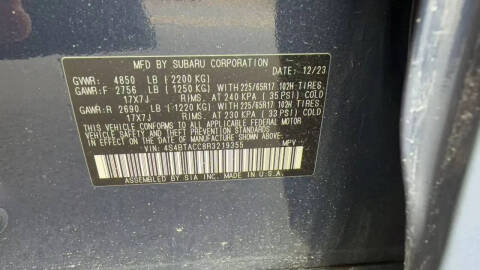 MFD BY SUBARU CORPORATION DATE: 12/23
GVWR: 4850 LB (2200 KG)
GAWR:F 2756 LB (1250 KG) WITH 225/65R17 102H TIRES.
17X7J RIMS. AT 240 KPA (35 PSI) COLD
GAWR:R 2690 LB (1220 KG) WITH 225/65R17 102H TIRES.
17X7J RIMS. AT 230 KPA (33 PSI) COLD
THIS VEHICLE CONFORMS TO ALL APPLICABLE FEDERAL MOTOR
VEHICLE SAFETY, BUMPER, AND THEFT PREVENTION STANDARDS
IN EFFECT ON THE DATE OF MANUFACTURE SHOWN ABOVE.
VIN: 4S4BTACC8R3219355 MPV
ASSEMBLED BY SIA INC. MADE IN U.S.A.